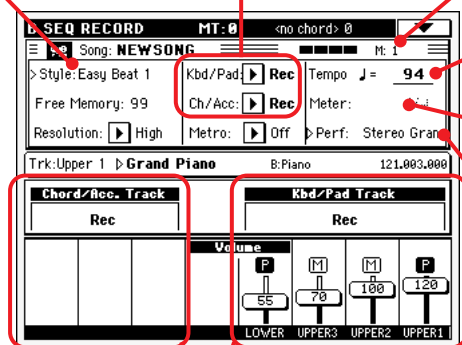 B.SEQ RECORD MT:0 <no chord> 0
Song: NEWSONG M: 1
Style: Easy Beat 1 Kbd/Pad: Rec Tempo ♩= 94
Free Memory: 99 Ch/Acc: Rec Meter:
Resolution: High Metro: Off Perf: Stereo Gran
Trk:Upper 1 Grand Piano B:Piano 121.003.000
Chord/Acc. Track Kbd/Pad Track
Rec Rec
Volume
P M M P
55 70 100 120
LOWER UPPER3 UPPER2 UPPER1